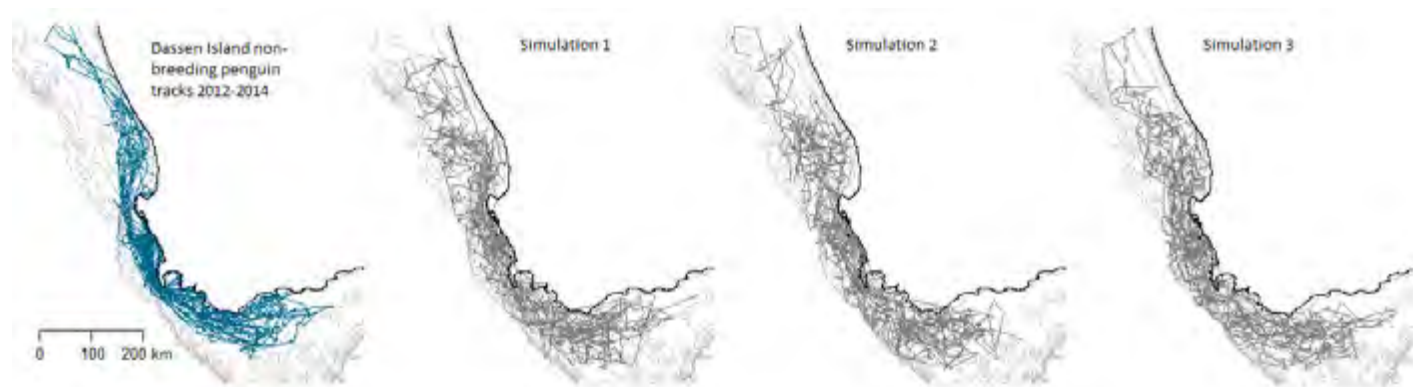 Dassen Island non-
breeding penguin
tracks 2012-2014
Simulation 1
Simulation 2
Simulation 3
0 100 200 km